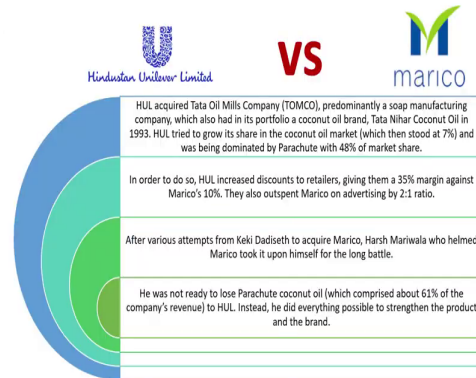 Hindustan Unilever Limited
VS
marico
HUL acquired Tata Oil Mills Company (TOMCO), predominantly a soap manufacturing
company, which also had in its portfolio a coconut oil brand, Tata Nihar Coconut Oil in
1993. HUL tried to grow its share in the coconut oil market (which then stood at 7%) and
was being dominated by Parachute with 48% of market share.
In order to do so, HUL increased discounts to retailers, giving them a 35% margin against
Marico's 10%. They also outspent Marico on advertising by 2:1 ratio.
After various attempts from Keki Dadiseth to acquire Marico, Harsh Mariwala who helmed
Marico took it upon himself for the long battle.
He was not ready to lose Parachute coconut oil (which comprised about 61% of the
company's revenue) to HUL. Instead, he did everything possible to strengthen the product
and the brand.